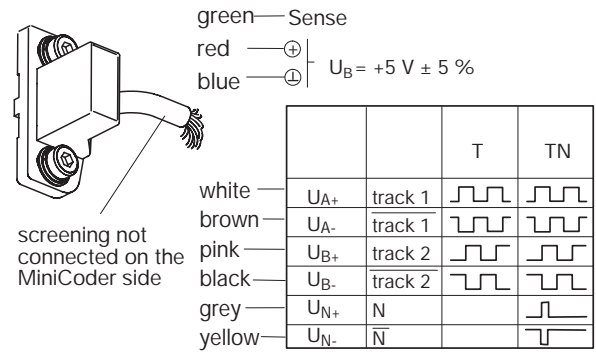 green Sense
red +
blue ⊥
U_B = +5 V ± 5 %
T TN
white U_A+ track 1
brown U_A- track 1
pink U_B+ track 2
black U_B- track 2
grey U_N+ N
yellow U_N- N
screening not
connected on the
MiniCoder side